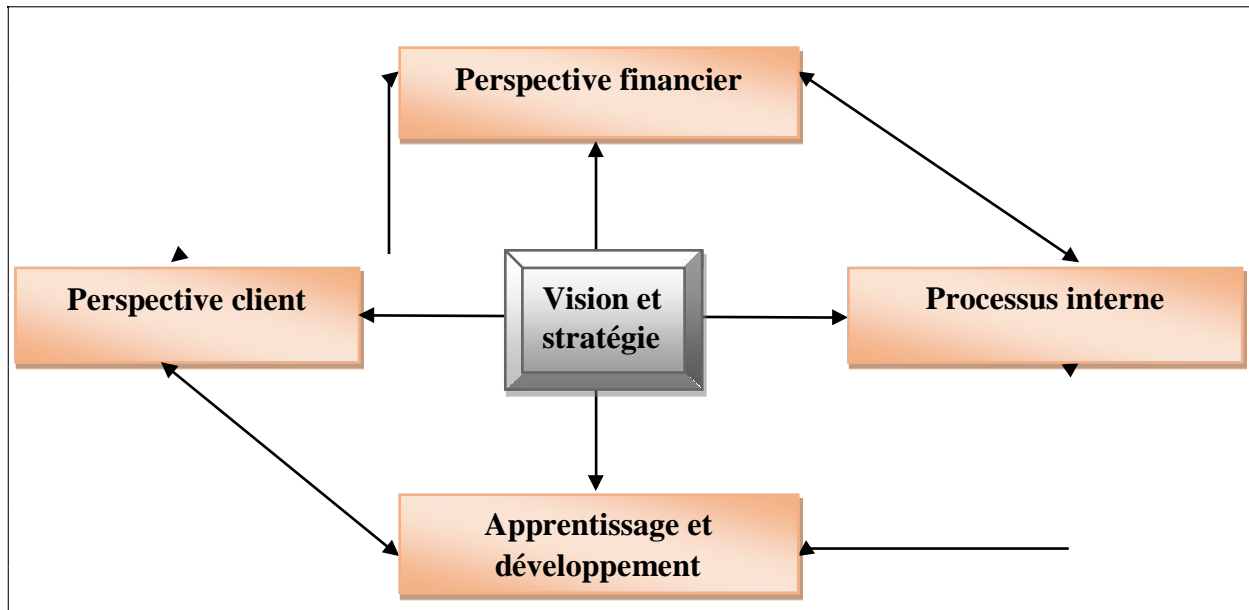 Perspective financier
Perspective client
Vision et
stratégie
Processus interne
Apprentissage et
développement